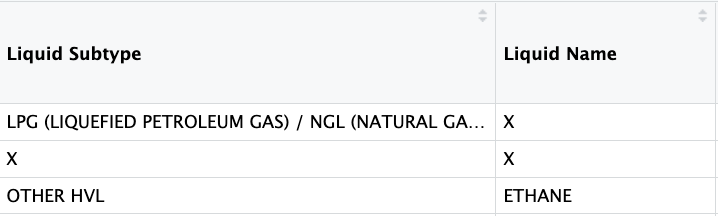 Liquid Subtype Liquid Name
LPG (LIQUEFIED PETROLEUM GAS) / NGL (NATURAL GA... X
X X
OTHER HVL ETHANE